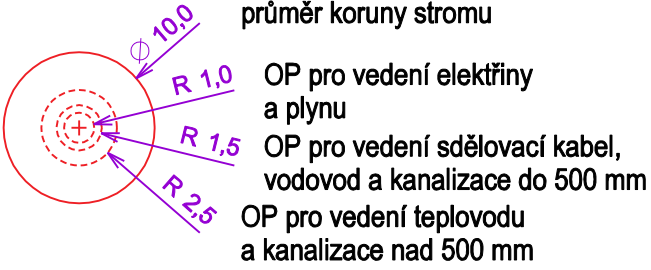 Ø 10,0
průměr koruny stromu
R 1,0
OP pro vedení elektřiny
a plynu
R 1,5
OP pro vedení sdělovací kabel,
vodovod a kanalizace do 500 mm
R 2,5
OP pro vedení teplovodu
a kanalizace nad 500 mm